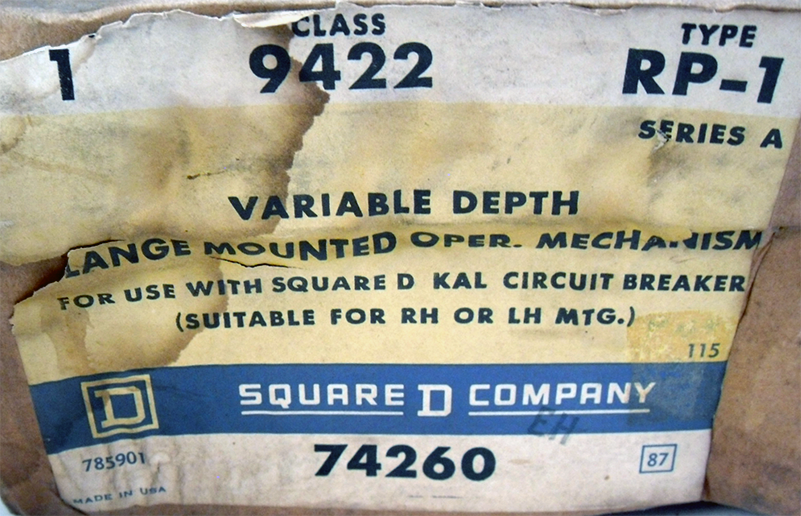 CLASS
TYPE
1 9422 RP-1
SERIES A
VARIABLE DEPTH
LANGE MOUNTED OPER. MECHANISM
FOR USE WITH SQUARE D KAL CIRCUIT BREAKER
(SUITABLE FOR RH OR LH MTG.)
115
D SQUARE D COMPANY
EH
785901 74260 87
MADE IN USA